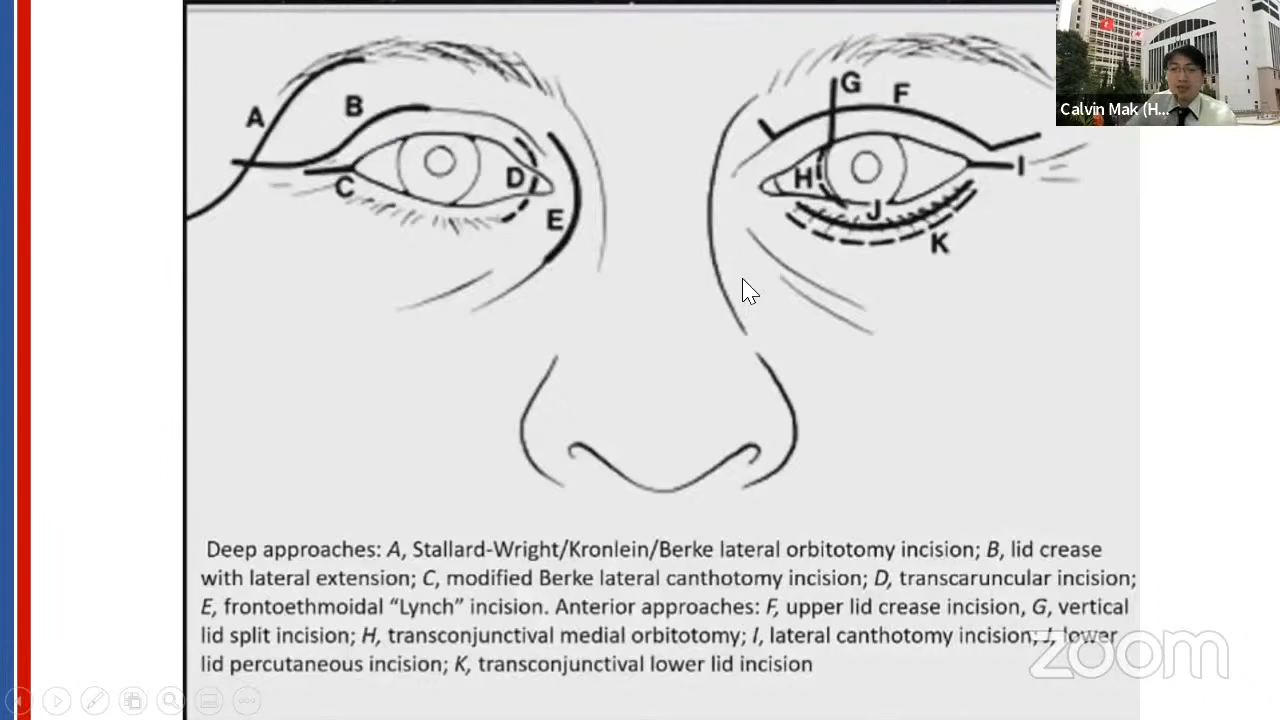 A
B
C
D
E
G
F
H
I
J
K
Calvin Mak (H...
Deep approaches: A, Stallard-Wright/Kronlein/Berke lateral orbitotomy incision; B, lid crease
with lateral extension; C, modified Berke lateral canthotomy incision; D, transcaruncular incision;
E, frontoethmoidal “Lynch” incision. Anterior approaches: F, upper lid crease incision, G, vertical
lid split incision; H, transconjunctival medial orbitotomy; I, lateral canthotomy incision; J, lower
lid percutaneous incision; K, transconjunctival lower lid incision
zoom